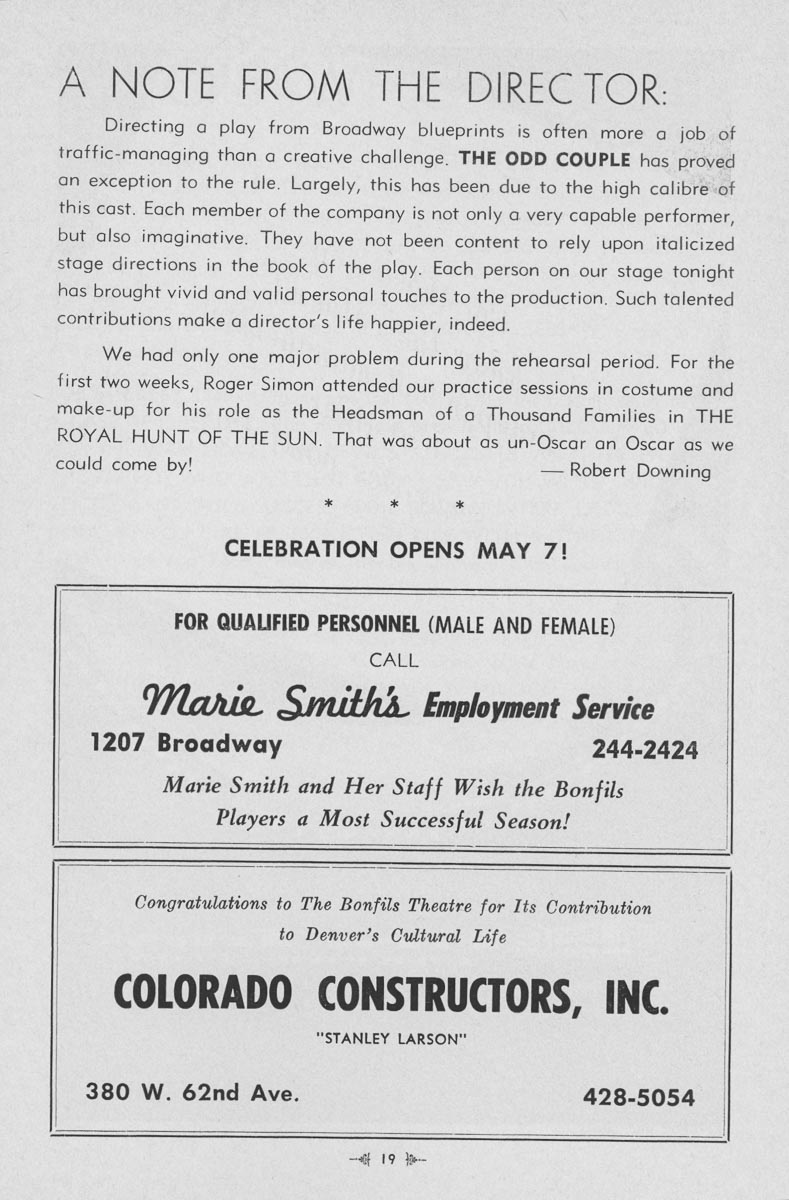 A NOTE FROM THE DIRECTOR:
Directing a play from Broadway blueprints is often more a job of
traffic-managing than a creative challenge. THE ODD COUPLE has proved
an exception to the rule. Largely, this has been due to the high calibre of
this cast. Each member of the company is not only a very capable performer,
but also imaginative. They have not been content to rely upon italicized
stage directions in the book of the play. Each person on our stage tonight
has brought vivid and valid personal touches to the production. Such talented
contributions make a director's life happier, indeed.
We had only one major problem during the rehearsal period. For the
first two weeks, Roger Simon attended our practice sessions in costume and
make-up for his role as the Headsman of a Thousand Families in THE
ROYAL HUNT OF THE SUN. That was about as un-Oscar an Oscar as we
could come by! — Robert Downing
* * *
CELEBRATION OPENS MAY 7!
FOR QUALIFIED PERSONNEL (MALE AND FEMALE)
CALL
Marie Smith's Employment Service
1207 Broadway 244-2424
Marie Smith and Her Staff Wish the Bonfils
Players a Most Successful Season!
Congratulations to The Bonfils Theatre for Its Contribution
to Denver's Cultural Life
COLORADO CONSTRUCTORS, INC.
"STANLEY LARSON"
380 W. 62nd Ave. 428-5054
19